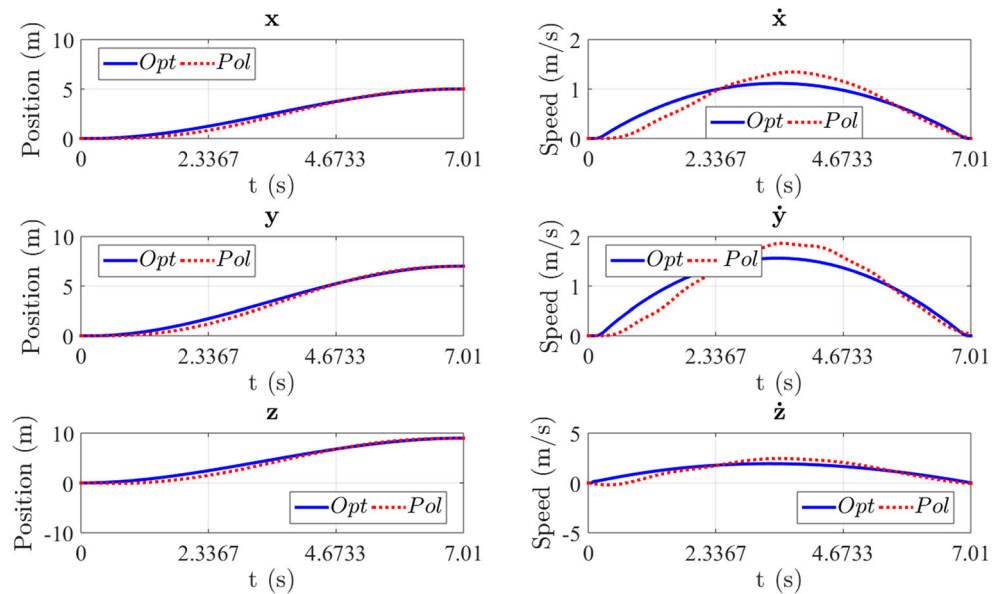 x
10
5
0
Position (m)
Opt Pol
0 2.3367 4.6733 7.01
t (s)
ẋ
2
1
0
Speed (m/s)
Opt Pol
0 2.3367 4.6733 7.01
t (s)
y
10
5
0
Position (m)
Opt Pol
0 2.3367 4.6733 7.01
t (s)
ẏ
2
1
0
Speed (m/s)
Opt Pol
0 2.3367 4.6733 7.01
t (s)
z
10
0
-10
Position (m)
Opt Pol
0 2.3367 4.6733 7.01
t (s)
ż
5
0
-5
Speed (m/s)
Opt Pol
0 2.3367 4.6733 7.01
t (s)